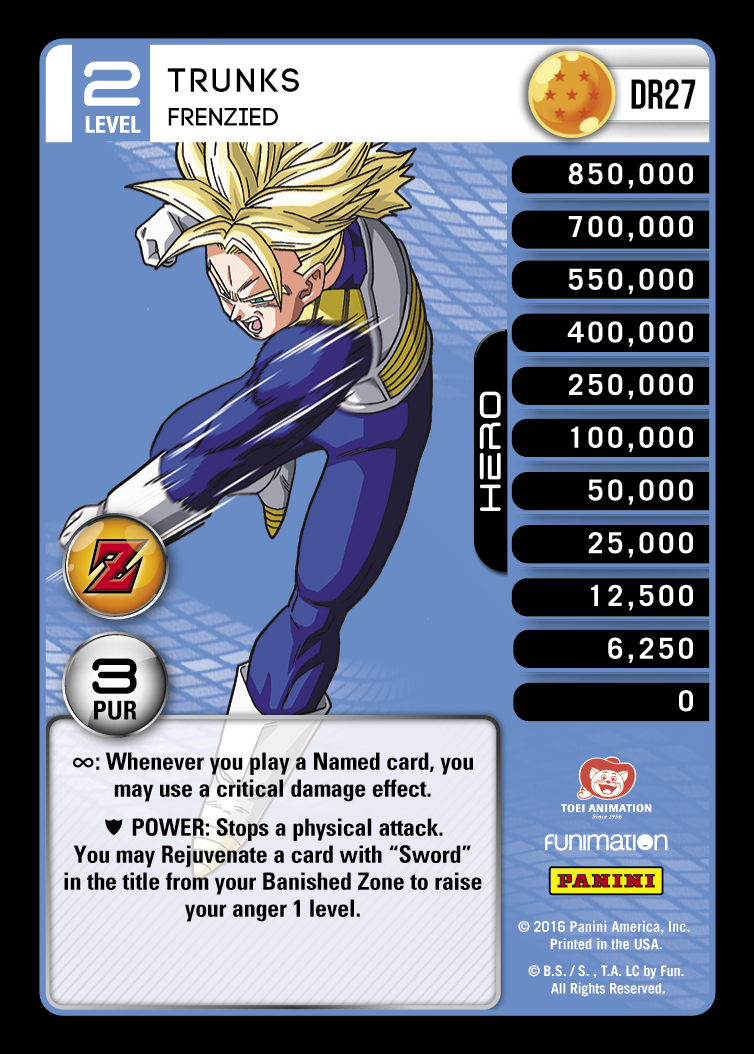 2
LEVEL
TRUNKS
FRENZIED
DR27
850,000
700,000
550,000
400,000
250,000
100,000
50,000
25,000
12,500
6,250
0
HERO
Z
3
PUR
∞: Whenever you play a Named card, you
may use a critical damage effect.
POWER: Stops a physical attack.
You may Rejuvenate a card with “Sword”
in the title from your Banished Zone to raise
your anger 1 level.
TOEI ANIMATION
Since 1956
FUNIMATION
PANINI
© 2016 Panini America, Inc.
Printed in the USA.
© B.S. / S. , T.A. LC by Fun.
All Rights Reserved.